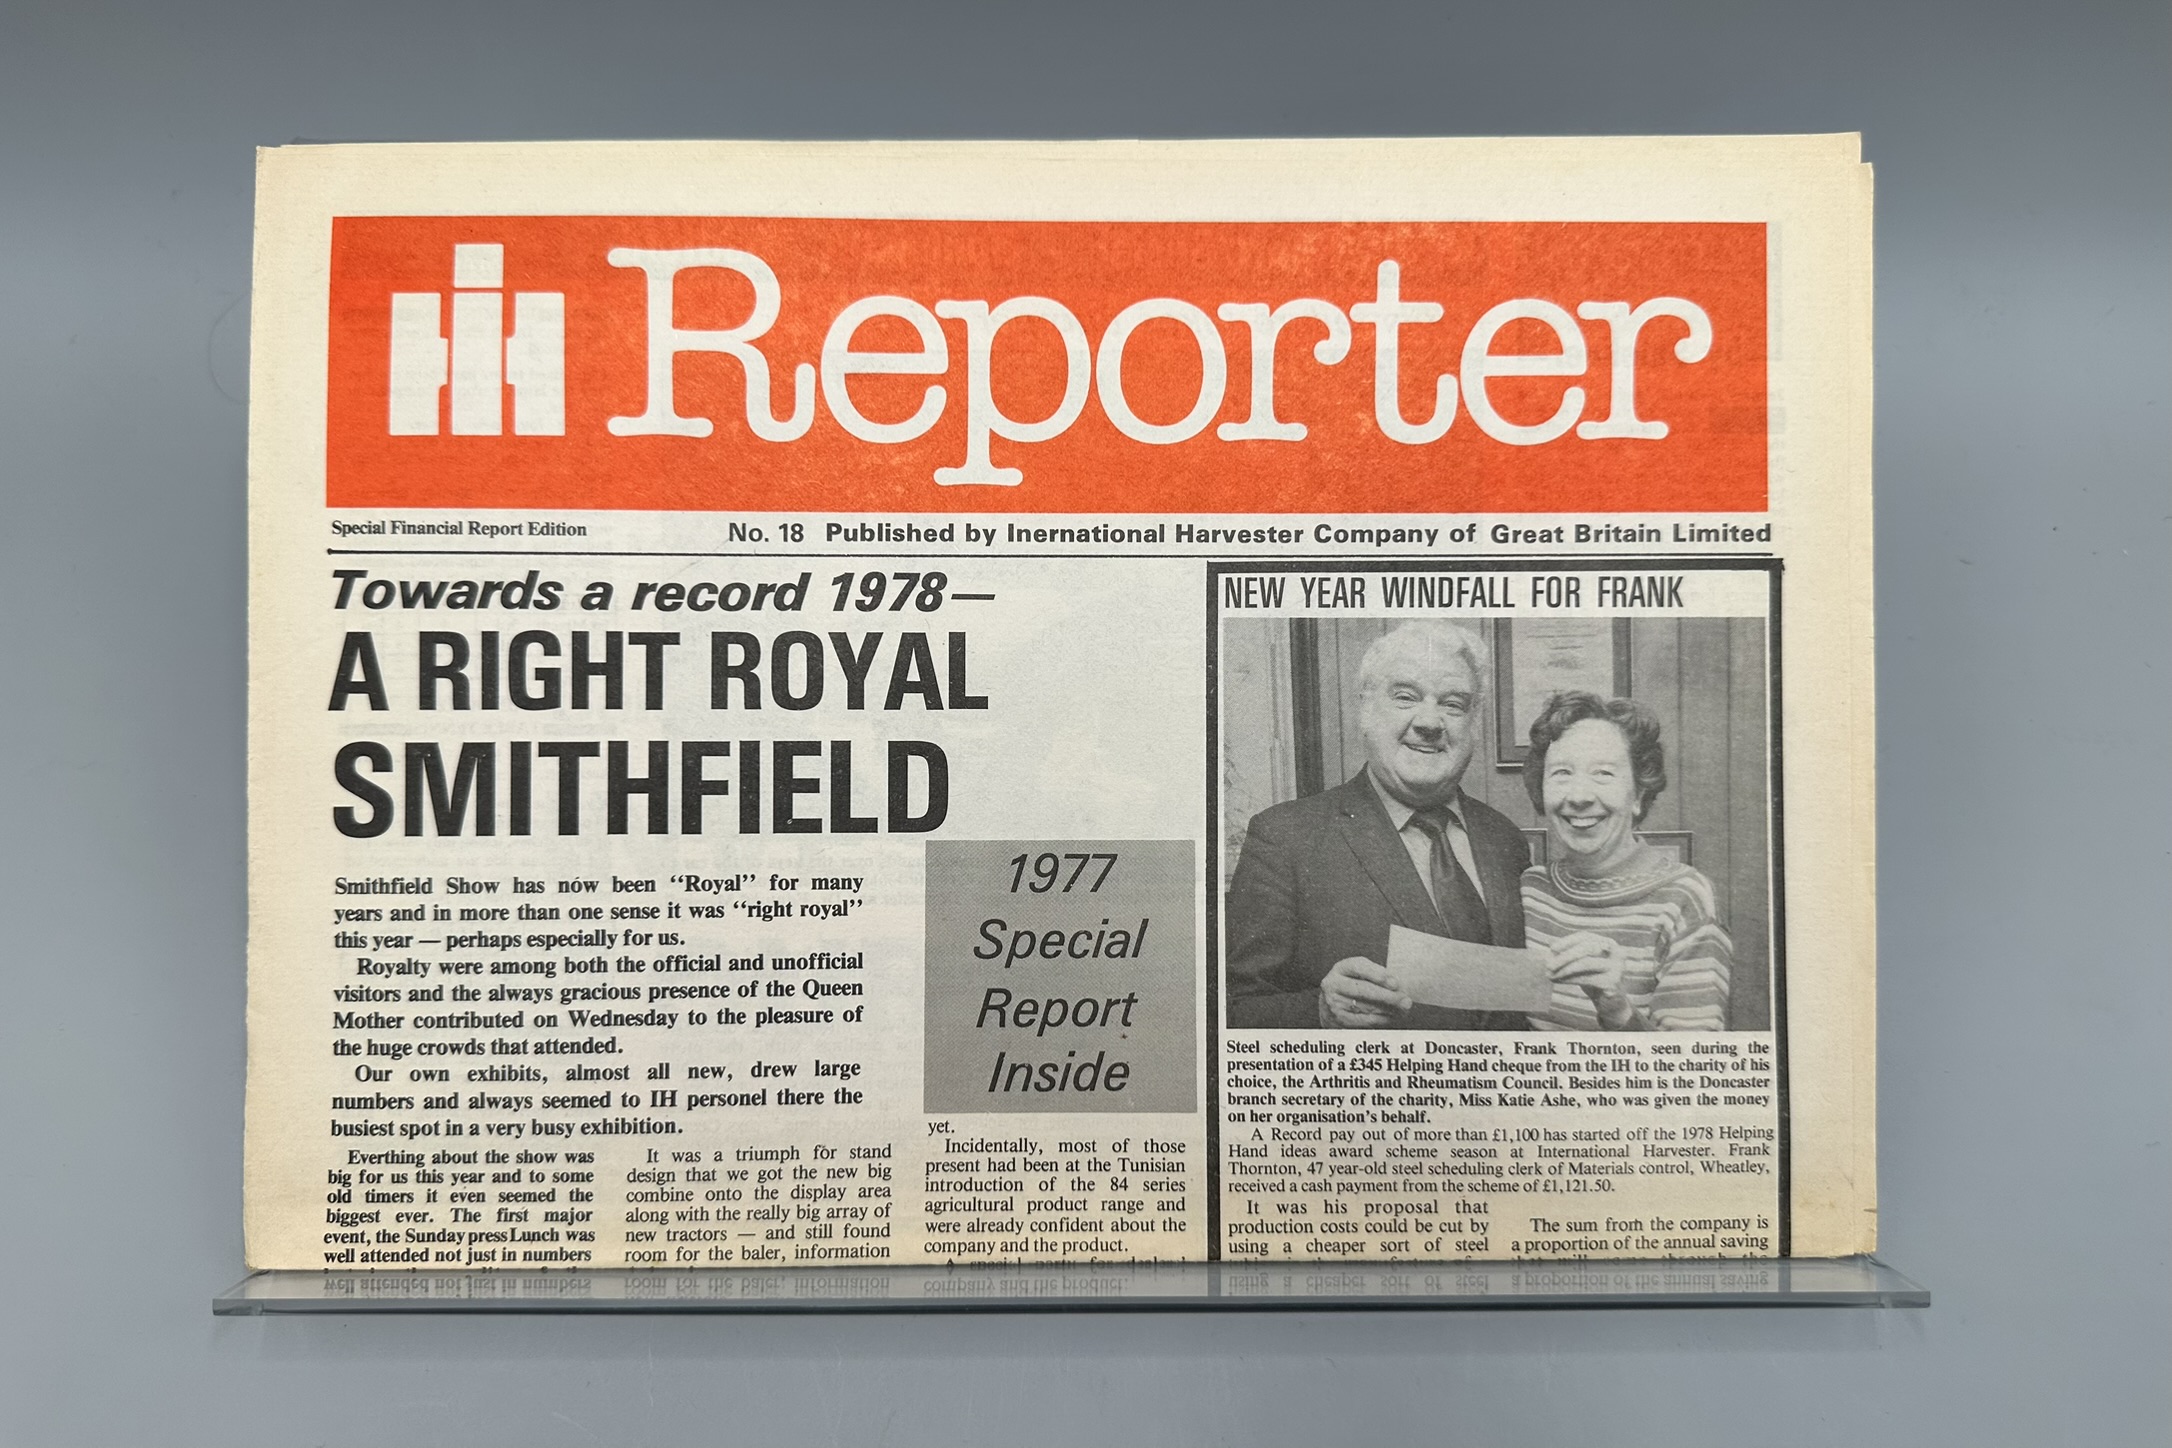 IH Reporter
Special Financial Report Edition
No. 18 Published by Inernational Harvester Company of Great Britain Limited
Towards a record 1978—
A RIGHT ROYAL
SMITHFIELD
Smithfield Show has now been “Royal” for many
years and in more than one sense it was “right royal”
this year — perhaps especially for us.
Royalty were among both the official and unofficial
visitors and the always gracious presence of the Queen
Mother contributed on Wednesday to the pleasure of
the huge crowds that attended.
Our own exhibits, almost all new, drew large
numbers and always seemed to IH personel there the
busiest spot in a very busy exhibition.
Everthing about the show was
big for us this year and to some
old timers it even seemed the
biggest ever. The first major
event, the Sunday press Lunch was
well attended not just in numbers
It was a triumph for stand
design that we got the new big
combine onto the display area
along with the really big array of
new tractors — and still found
room for the baler, information
1977
Special
Report
Inside
yet.
Incidentally, most of those
present had been at the Tunisian
introduction of the 84 series
agricultural product range and
were already confident about the
company and the product.
NEW YEAR WINDFALL FOR FRANK
Steel scheduling clerk at Doncaster, Frank Thornton, seen during the
presentation of a £345 Helping Hand cheque from the IH to the charity of his
choice, the Arthritis and Rheumatism Council. Besides him is the Doncaster
branch secretary of the charity, Miss Katie Ashe, who was given the money
on her organisation’s behalf.
A Record pay out of more than £1,100 has started off the 1978 Helping
Hand ideas award scheme season at International Harvester. Frank
Thornton, 47 year-old steel scheduling clerk of Materials control, Wheatley,
received a cash payment from the scheme of £1,121.50.
It was his proposal that
production costs could be cut by
using a cheaper sort of steel
The sum from the company is
a proportion of the annual saving